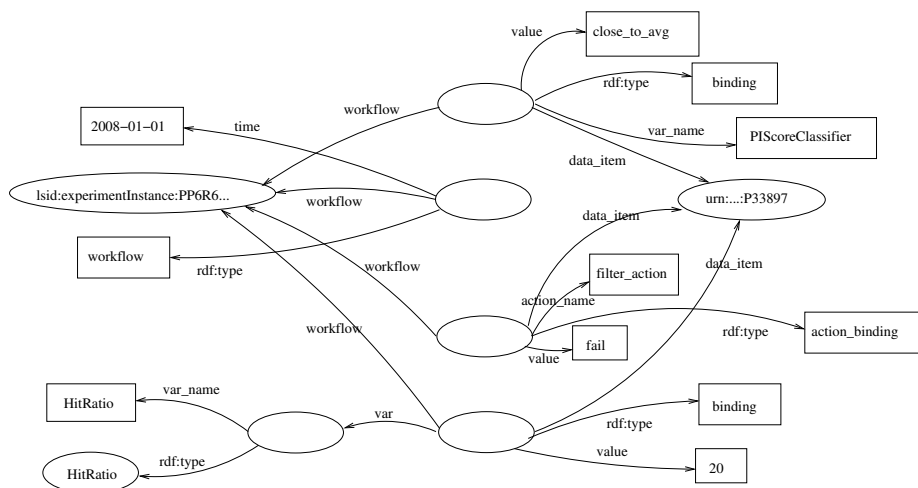 value
close_to_avg
rdf:type
binding
workflow
2008-01-01
time
var_name
PIScoreClassifier
data_item
lsid:experimentInstance:PP6R6...
workflow
urn:...:P33897
data_item
workflow
rdf:type
workflow
data_item
filter_action
action_name
rdf:type
action_binding
workflow
fail
value
var_name
HitRatio
var
binding
rdf:type
rdf:type
value
HitRatio
20